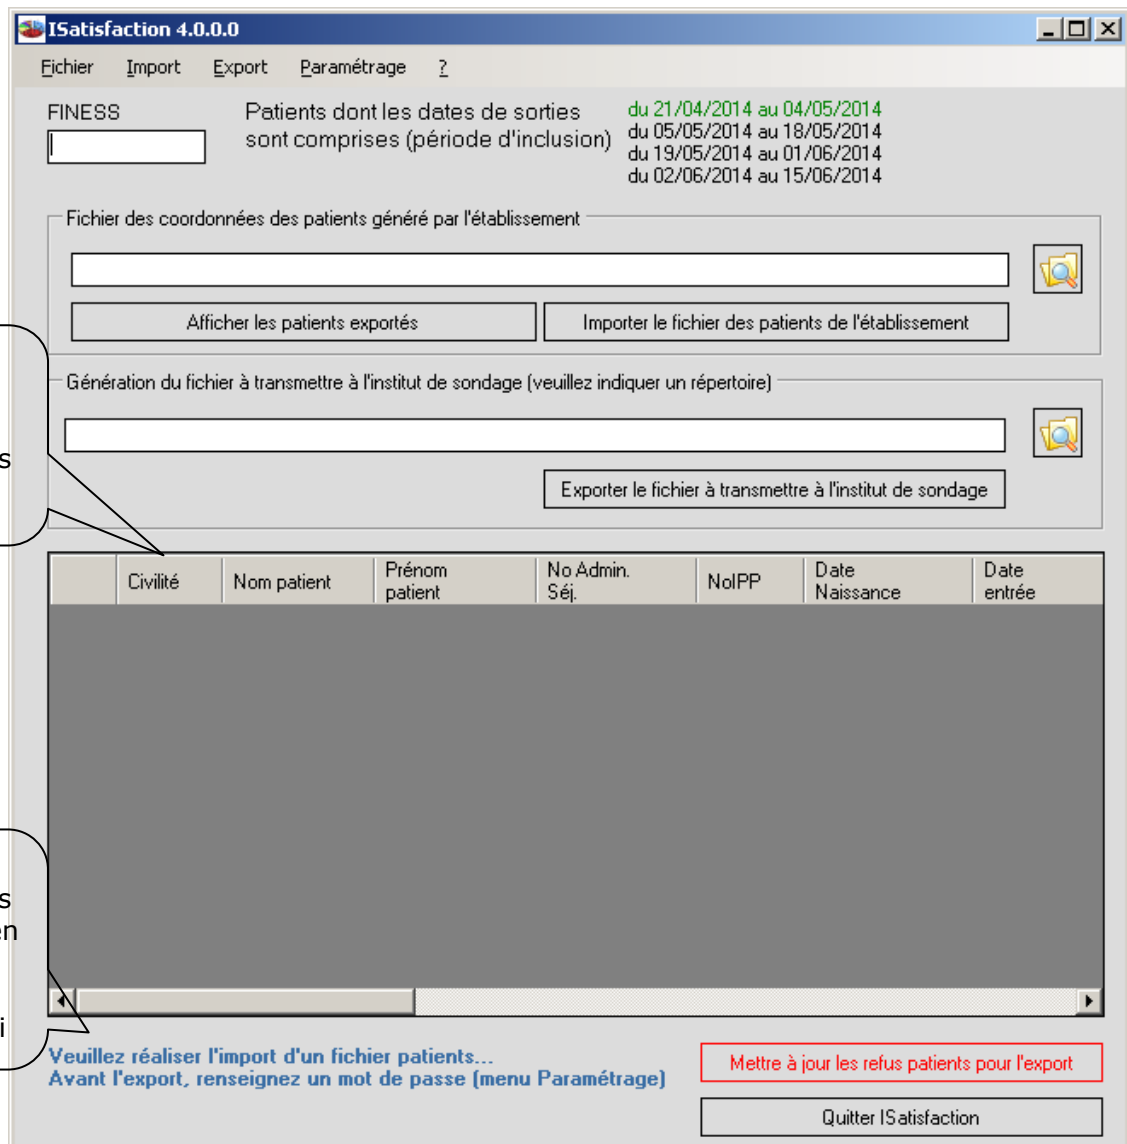 ISatisfaction 4.0.0.0
Fichier Import Export Paramétrage ?
FINESS
Patients dont les dates de sorties
sont comprises (période d'inclusion)
du 21/04/2014 au 04/05/2014
du 05/05/2014 au 18/05/2014
du 19/05/2014 au 01/06/2014
du 02/06/2014 au 15/06/2014
Fichier des coordonnées des patients généré par l'établissement
Afficher les patients exportés
Importer le fichier des patients de l'établissement
Génération du fichier à transmettre à l'institut de sondage (veuillez indiquer un répertoire)
s
Exporter le fichier à transmettre à l'institut de sondage
Civilité
Nom patient
Prénom
patient
No Admin.
Séj.
NoIPP
Date
Naissance
Date
entrée
s
en
i
Veuillez réaliser l'import d'un fichier patients...
Avant l'export, renseignez un mot de passe (menu Paramétrage)
Mettre à jour les refus patients pour l'export
Quitter ISatisfaction